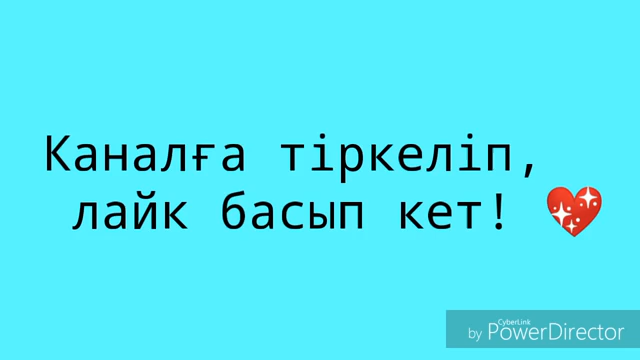 Каналға тіркеліп,
лайк басып кет! 💖
CyberLink
by PowerDirector